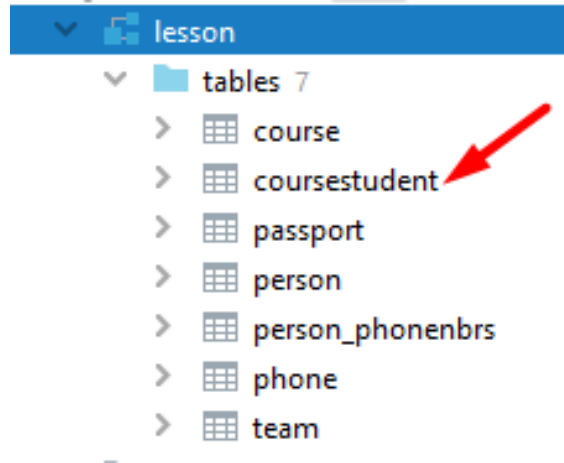 lesson
tables 7
course
coursestudent
passport
person
person_phonenbrs
phone
team